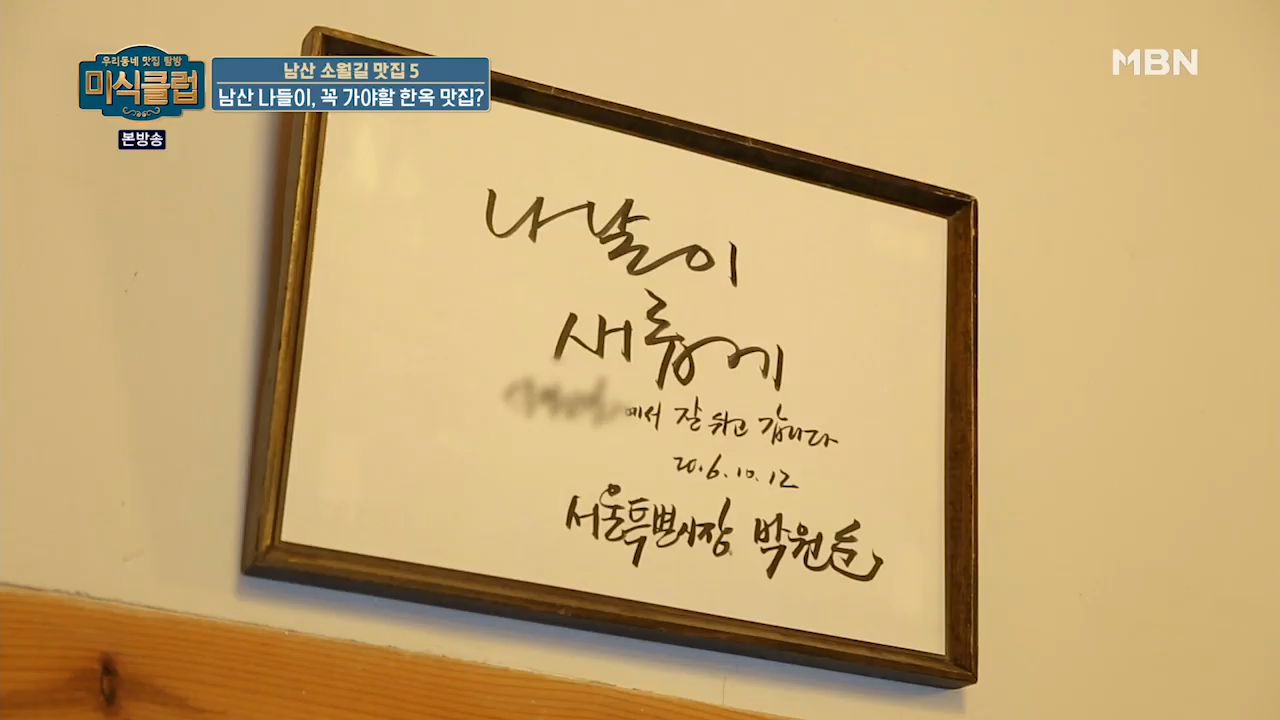 우리동네 맛집 탐방
미식클럽
본방송
남산 소월길 맛집 5
남산 나들이, 꼭 가야할 한옥 맛집?
MBN
나날이
새롭게
에서 잘 쉬고 갑니다
2016.10.12
서울특별시장 박원순